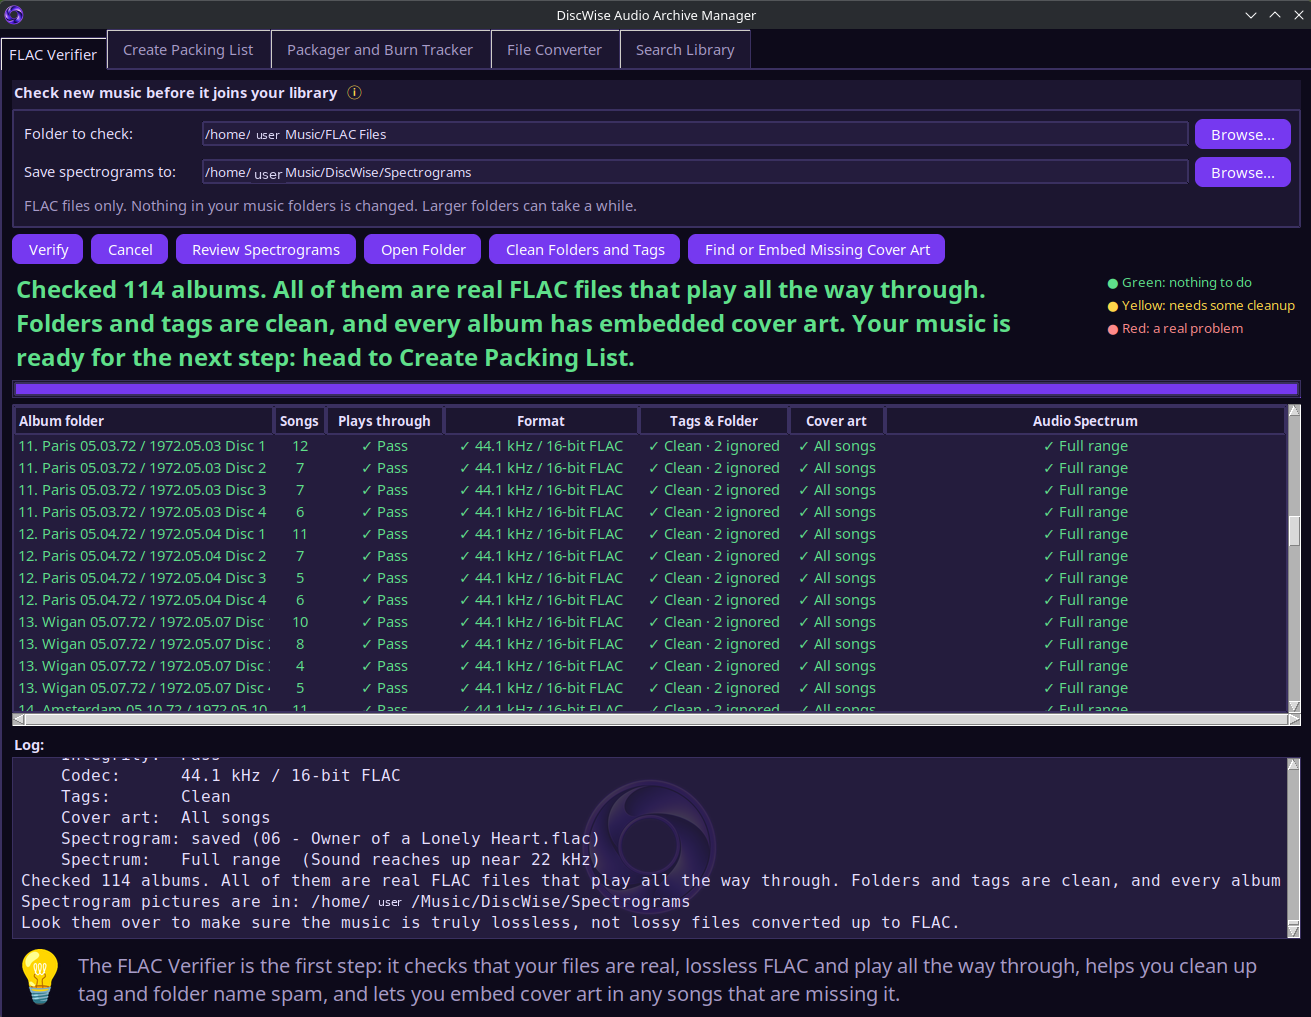 DiscWise Audio Archive Manager
FLAC Verifier Create Packing List Packager and Burn Tracker File Converter Search Library
Check new music before it joins your library
Folder to check: /home/ user Music/FLAC Files Browse...
Save spectrograms to: /home/ user Music/DiscWise/Spectrograms Browse...
FLAC files only. Nothing in your music folders is changed. Larger folders can take a while.
Verify Cancel Review Spectrograms Open Folder Clean Folders and Tags Find or Embed Missing Cover Art
Checked 114 albums. All of them are real FLAC files that play all the way through.
Folders and tags are clean, and every album has embedded cover art. Your music is
ready for the next step: head to Create Packing List.
Green: nothing to do
Yellow: needs some cleanup
Red: a real problem
Album folder Songs Plays through Format Tags & Folder Cover art Audio Spectrum
11. Paris 05.03.72 / 1972.05.03 Disc 1 12 ✓ Pass ✓ 44.1 kHz / 16-bit FLAC ✓ Clean · 2 ignored ✓ All songs ✓ Full range
11. Paris 05.03.72 / 1972.05.03 Disc 2 7 ✓ Pass ✓ 44.1 kHz / 16-bit FLAC ✓ Clean · 2 ignored ✓ All songs ✓ Full range
11. Paris 05.03.72 / 1972.05.03 Disc 3 7 ✓ Pass ✓ 44.1 kHz / 16-bit FLAC ✓ Clean · 2 ignored ✓ All songs ✓ Full range
11. Paris 05.03.72 / 1972.05.03 Disc 4 6 ✓ Pass ✓ 44.1 kHz / 16-bit FLAC ✓ Clean · 2 ignored ✓ All songs ✓ Full range
12. Paris 05.04.72 / 1972.05.04 Disc 1 11 ✓ Pass ✓ 44.1 kHz / 16-bit FLAC ✓ Clean · 2 ignored ✓ All songs ✓ Full range
12. Paris 05.04.72 / 1972.05.04 Disc 2 7 ✓ Pass ✓ 44.1 kHz / 16-bit FLAC ✓ Clean · 2 ignored ✓ All songs ✓ Full range
12. Paris 05.04.72 / 1972.05.04 Disc 3 5 ✓ Pass ✓ 44.1 kHz / 16-bit FLAC ✓ Clean · 2 ignored ✓ All songs ✓ Full range
12. Paris 05.04.72 / 1972.05.04 Disc 4 6 ✓ Pass ✓ 44.1 kHz / 16-bit FLAC ✓ Clean · 2 ignored ✓ All songs ✓ Full range
13. Wigan 05.07.72 / 1972.05.07 Disc 10 ✓ Pass ✓ 44.1 kHz / 16-bit FLAC ✓ Clean · 2 ignored ✓ All songs ✓ Full range
13. Wigan 05.07.72 / 1972.05.07 Disc 8 ✓ Pass ✓ 44.1 kHz / 16-bit FLAC ✓ Clean · 2 ignored ✓ All songs ✓ Full range
13. Wigan 05.07.72 / 1972.05.07 Disc 4 ✓ Pass ✓ 44.1 kHz / 16-bit FLAC ✓ Clean · 2 ignored ✓ All songs ✓ Full range
13. Wigan 05.07.72 / 1972.05.07 Disc 5 ✓ Pass ✓ 44.1 kHz / 16-bit FLAC ✓ Clean · 2 ignored ✓ All songs ✓ Full range
14. Amsterdam 05.10.72 / 1972.05.10 11 ✓ Pass ✓ 44.1 kHz / 16-bit FLAC ✓ Clean · 2 ignored ✓ All songs ✓ Full range
Log:
Integrity: Pass
Codec: 44.1 kHz / 16-bit FLAC
Tags: Clean
Cover art: All songs
Spectrogram: saved (06 - Owner of a Lonely Heart.flac)
Spectrum: Full range (Sound reaches up near 22 kHz)
Checked 114 albums. All of them are real FLAC files that play all the way through. Folders and tags are clean, and every album
Spectrogram pictures are in: /home/ user /Music/DiscWise/Spectrograms
Look them over to make sure the music is truly lossless, not lossy files converted up to FLAC.
The FLAC Verifier is the first step: it checks that your files are real, lossless FLAC and play all the way through, helps you clean up
tag and folder name spam, and lets you embed cover art in any songs that are missing it.